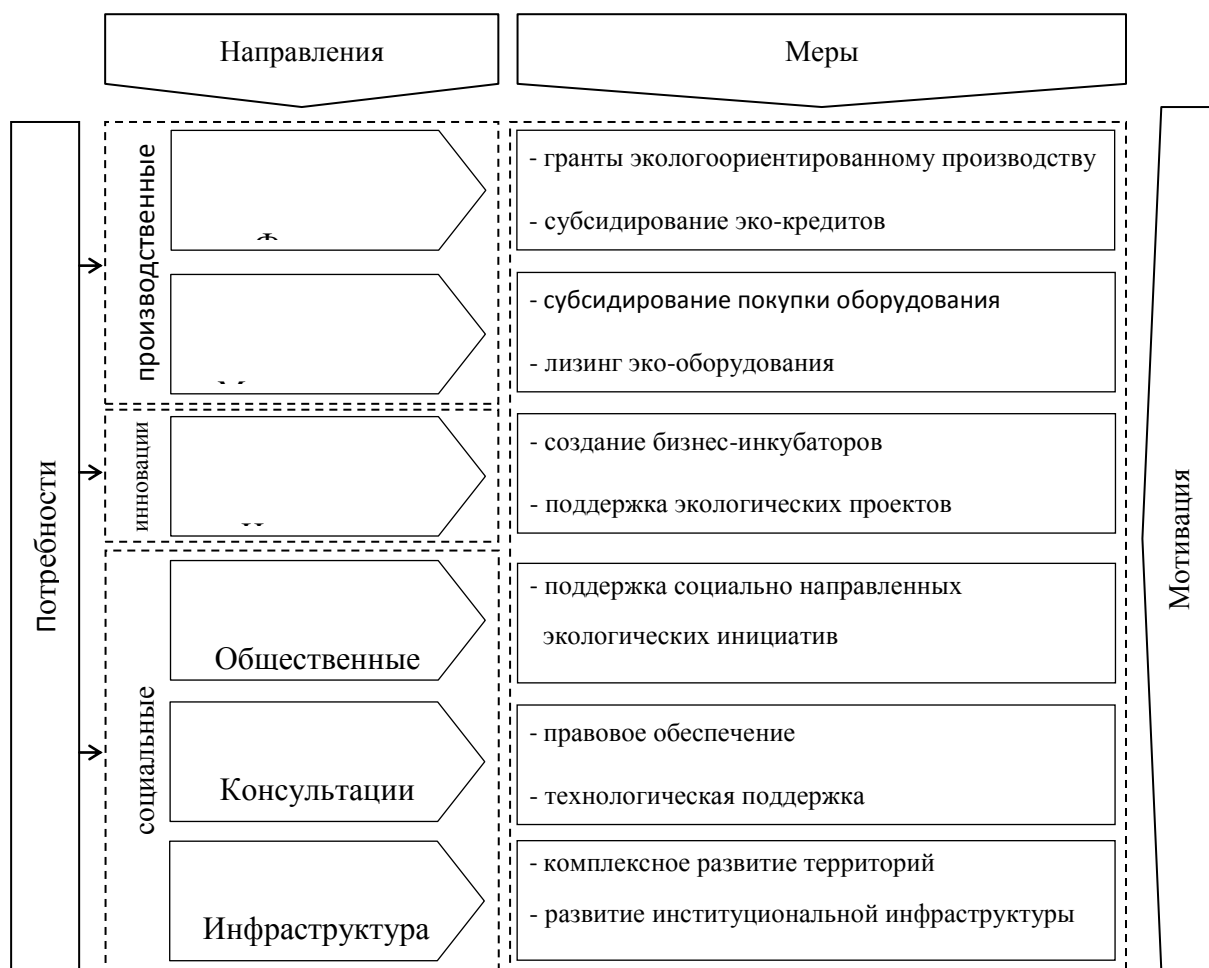 Направления
Меры
Потребности
производственные
- гранты экологоориентированному производству
- субсидирование эко-кредитов
- субсидирование покупки оборудования
- лизинг эко-оборудования
инновации
- создание бизнес-инкубаторов
- поддержка экологических проектов
социальные
Общественные
- поддержка социально направленных
экологических инициатив
Консультации
- правовое обеспечение
- технологическая поддержка
Инфраструктура
- комплексное развитие территорий
- развитие институциональной инфраструктуры
Мотивация